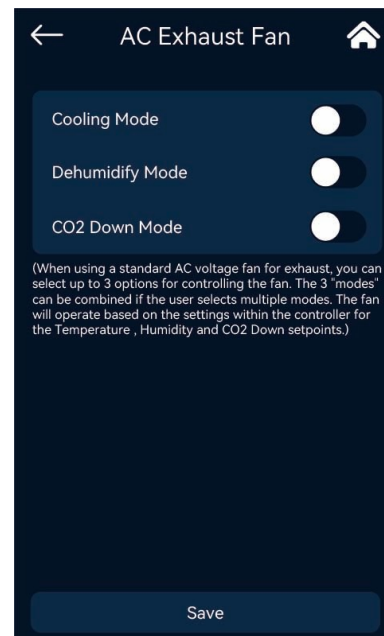 AC Exhaust Fan
Cooling Mode
Dehumidify Mode
CO2 Down Mode
(When using a standard AC voltage fan for exhaust, you can
select up to 3 options for controlling the fan. The 3 "modes"
can be combined if the user selects multiple modes. The fan
will operate based on the settings within the controller for
the Temperature , Humidity and CO2 Down setpoints.)
Save